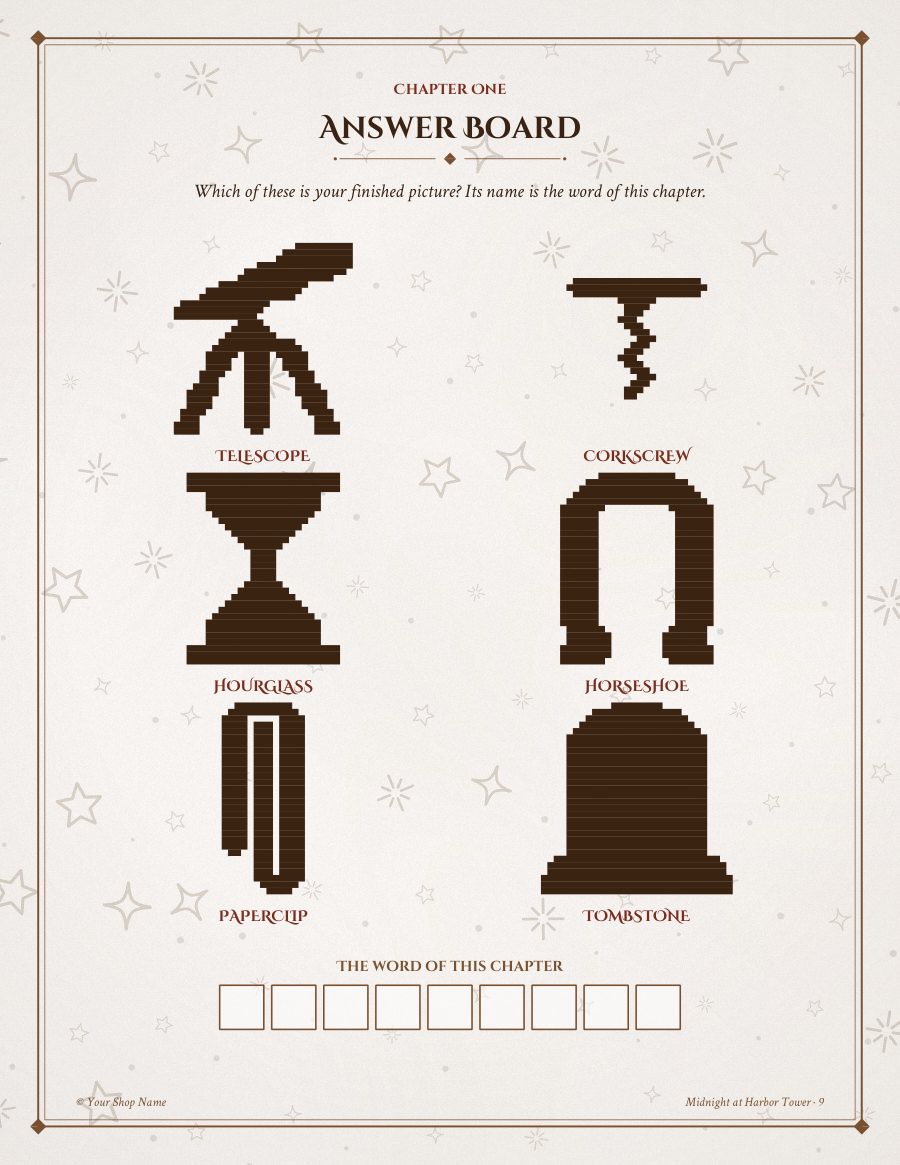 Chapter One
Answer Board
Which of these is your finished picture? Its name is the word of this chapter.
TELESCOPE
CORKSCREW
HOURGLASS
HORSESHOE
PAPERCLIP
TOMBSTONE
THE WORD OF THIS CHAPTER
© Your Shop Name
Midnight at Harbor Tower · 9